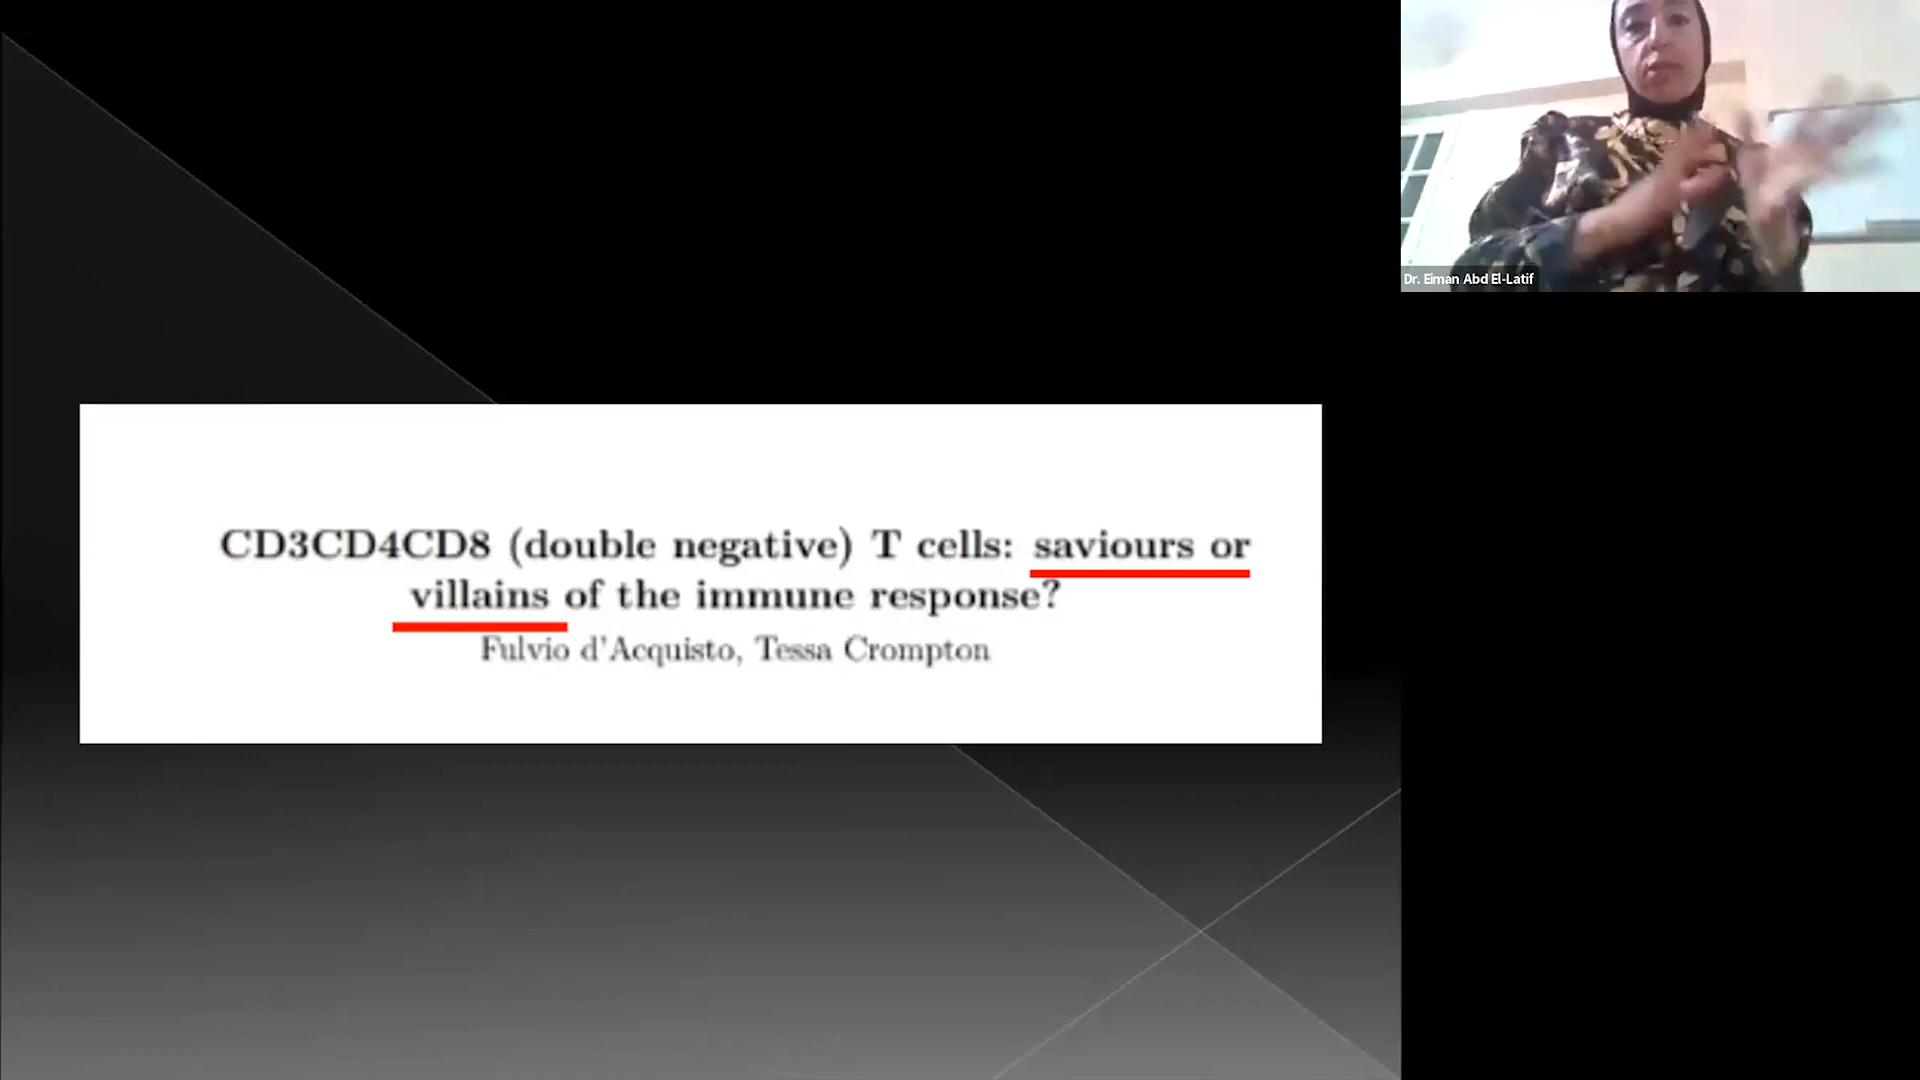 Dr. Eiman Abd El-Latif
CD3CD4CD8 (double negative) T cells: saviours or
villains of the immune response?
Fulvio d'Acquisto, Tessa Crompton